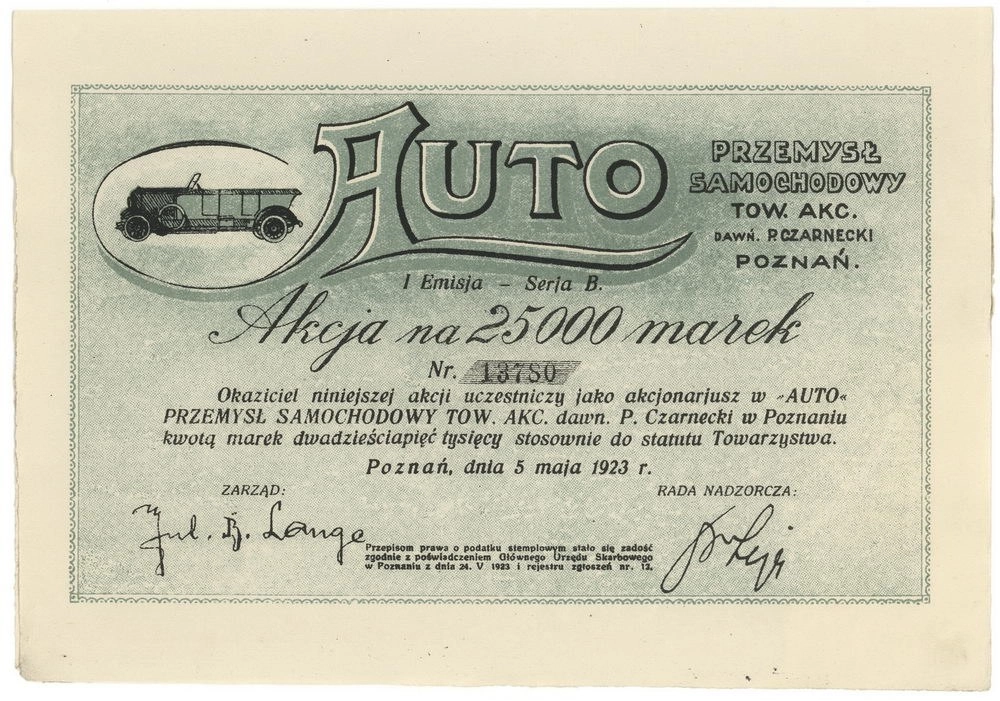 AUTO
PRZEMYSŁ
SAMOCHODOWY
TOW. AKC.
DAWŃ. P. CZARNECKI
POZNAŃ.
I Emisja – Serja B.
Akcja na 25000 marek
Nr. 13780
Okaziciel niniejszej akcji uczestniczy jako akcjonarjusz w »AUTO«
PRZEMYSŁ SAMOCHODOWY TOW. AKC. dawn. P. Czarnecki w Poznaniu
kwotą marek dwadzieściapięć tysięcy stosownie do statutu Towarzystwa.
Poznań, dnia 5 maja 1923 r.
ZARZĄD:
RADA NADZORCZA:
Jul. B. Lange
Przepisom prawa o podatku stemplowym stało się zadość
zgodnie z poświadczeniem Głównego Urzędu Skarbowego
w Poznaniu z dnia 24. V 1923 i rejestru zgłoszeń nr. 12.